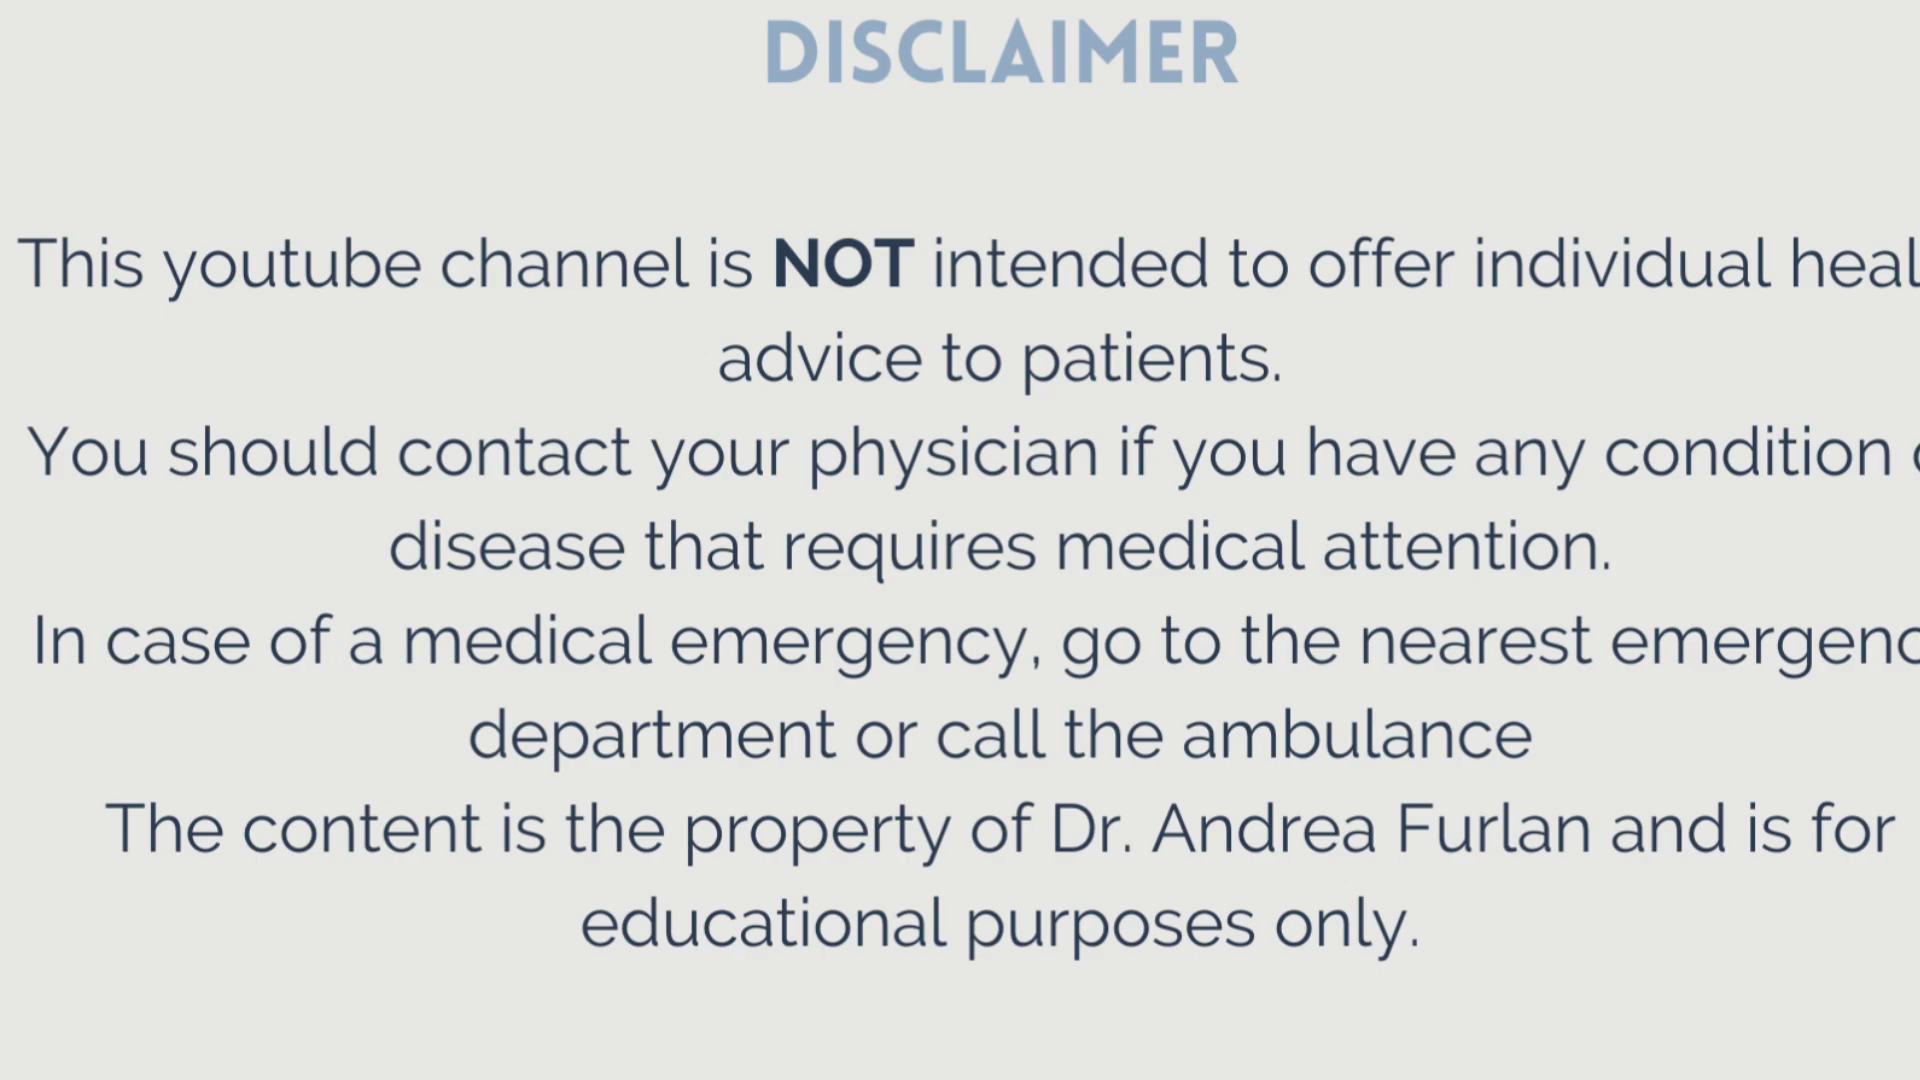 DISCLAIMER
This youtube channel is NOT intended to offer individual heal
advice to patients.
You should contact your physician if you have any condition
disease that requires medical attention.
In case of a medical emergency, go to the nearest emergenc
department or call the ambulance
The content is the property of Dr. Andrea Furlan and is for
educational purposes only.